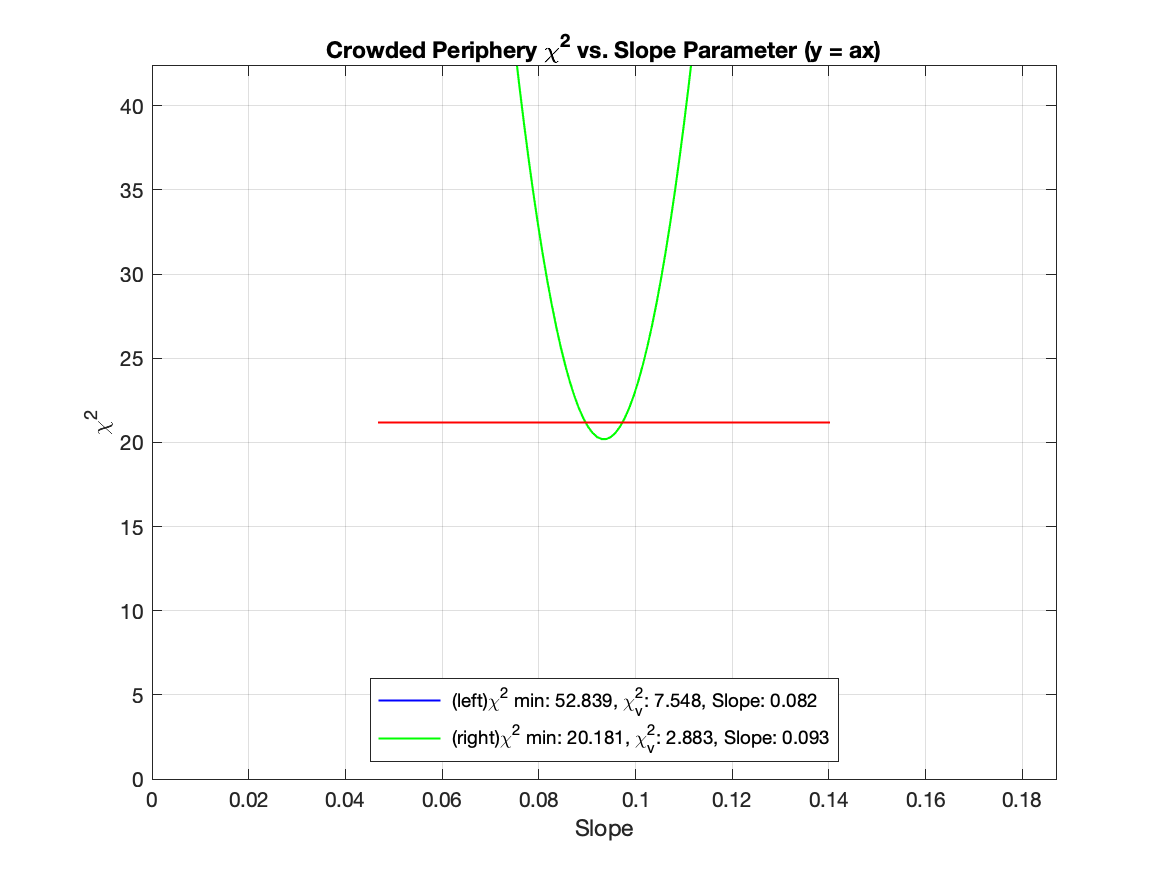 Crowded Periphery χ² vs. Slope Parameter (y = ax)
40
35
30
25
20
15
10
5
0
χ²
(left)χ² min: 52.839, χ²ᵥ: 7.548, Slope: 0.082
(right)χ² min: 20.181, χ²ᵥ: 2.883, Slope: 0.093
0 0.02 0.04 0.06 0.08 0.1 0.12 0.14 0.16 0.18
Slope